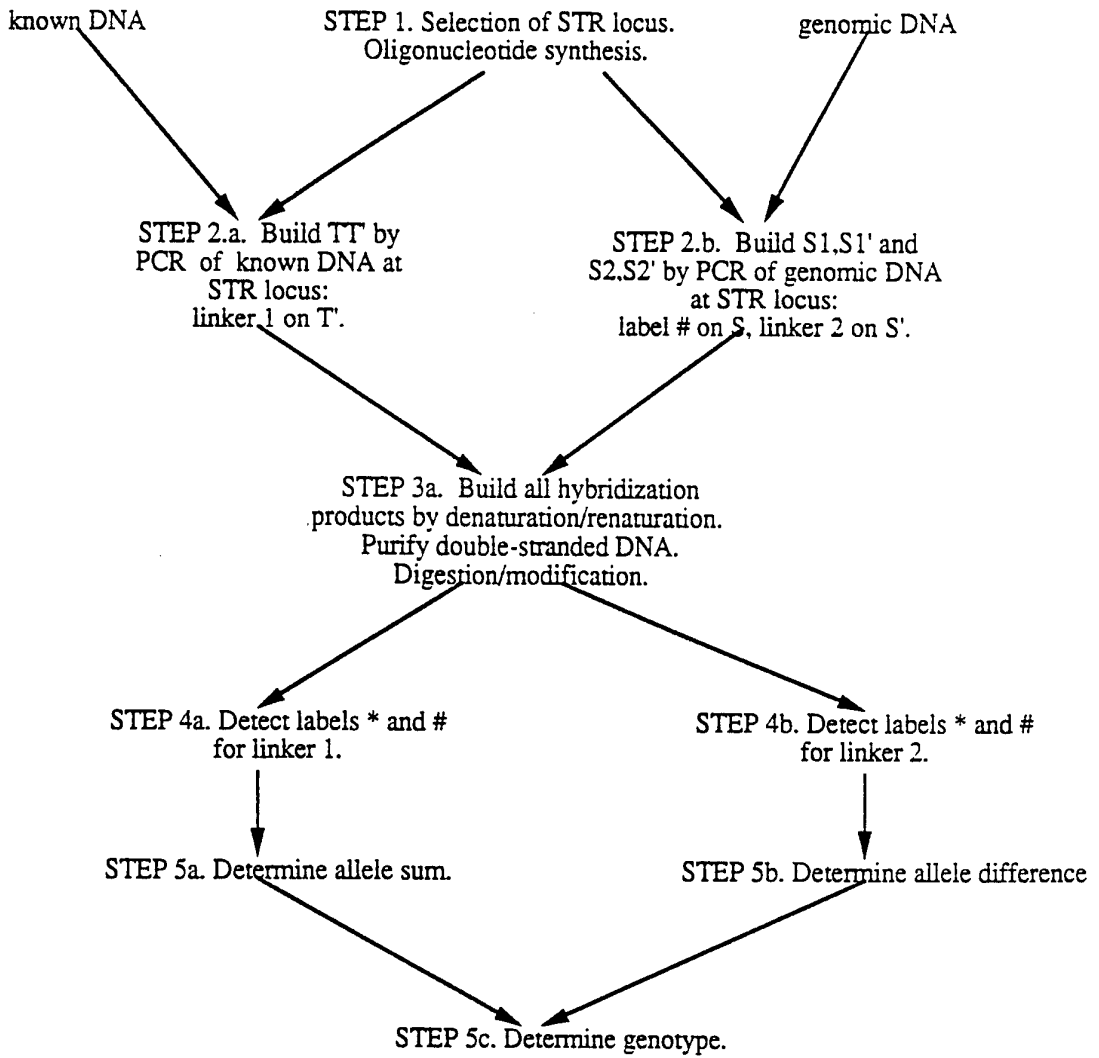 known DNA
STEP 1. Selection of STR locus.
Oligonucleotide synthesis.
genomic DNA
STEP 2.a. Build TT' by
PCR of known DNA at
STR locus:
linker 1 on T'.
STEP 2.b. Build S1,S1' and
S2,S2' by PCR of genomic DNA
at STR locus:
label # on S, linker 2 on S'.
STEP 3a. Build all hybridization
products by denaturation/renaturation.
Purify double-stranded DNA.
Digestion/modification.
STEP 4a. Detect labels * and #
for linker 1.
STEP 4b. Detect labels * and #
for linker 2.
STEP 5a. Determine allele sum.
STEP 5b. Determine allele difference
STEP 5c. Determine genotype.